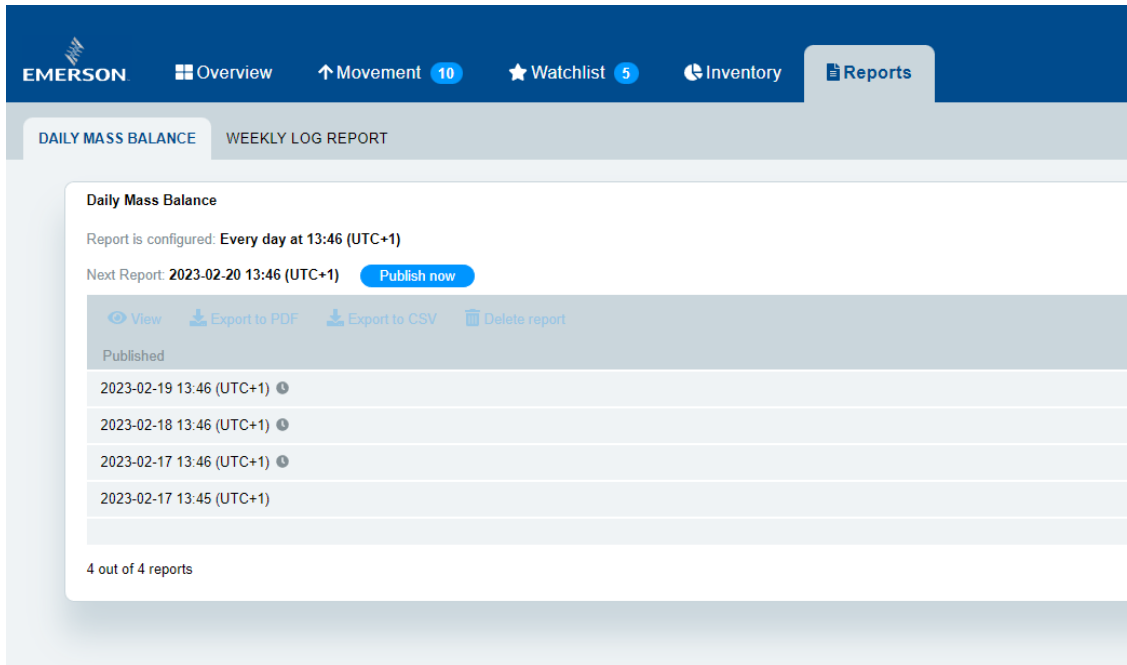 EMERSON. Overview Movement 10 Watchlist 5 Inventory Reports
DAILY MASS BALANCE WEEKLY LOG REPORT
Daily Mass Balance
Report is configured: Every day at 13:46 (UTC+1)
Next Report: 2023-02-20 13:46 (UTC+1) Publish now
View Export to PDF Export to CSV Delete report
Published
2023-02-19 13:46 (UTC+1)
2023-02-18 13:46 (UTC+1)
2023-02-17 13:46 (UTC+1)
2023-02-17 13:45 (UTC+1)
4 out of 4 reports